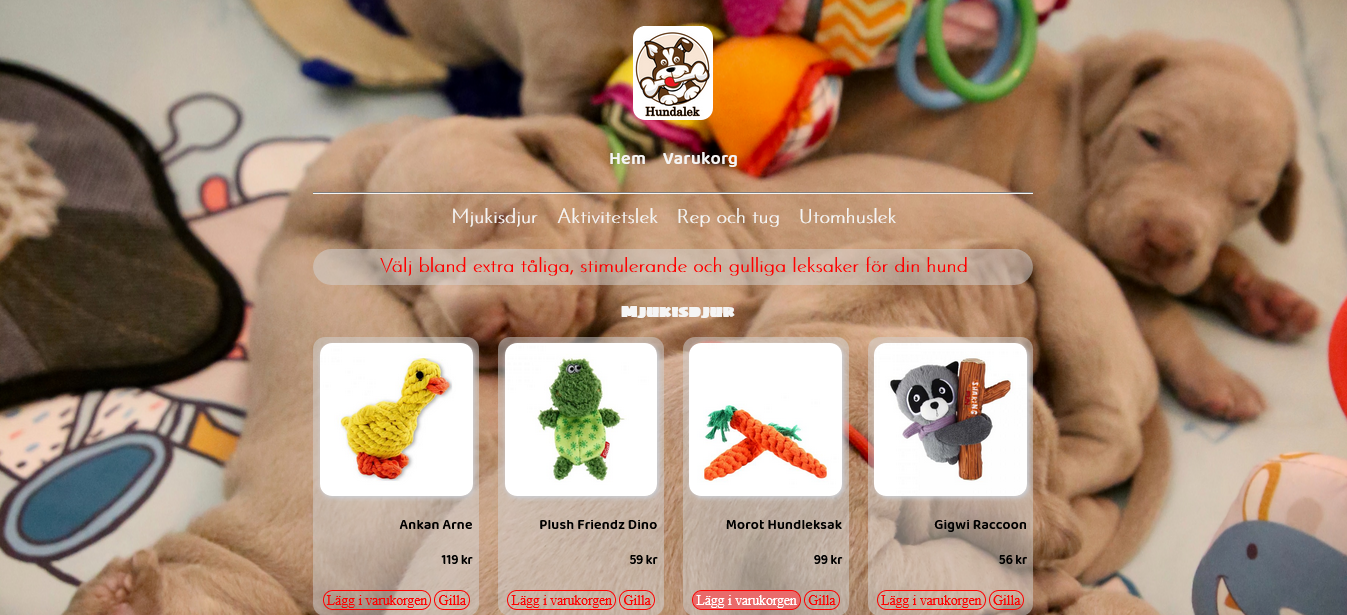 Hundalek
Hem Varukorg
Mjukisdjur Aktivitetslek Rep och tug Utomhuslek
Välj bland extra tåliga, stimulerande och gulliga leksaker för din hund
Mjukisdjur
Ankan Arne Plush Friendz Dino Morot Hundleksak Gigwi Raccoon
119 kr 59 kr 99 kr 56 kr
Lägg i varukorgen Gilla Lägg i varukorgen Gilla Lägg i varukorgen Gilla Lägg i varukorgen Gilla